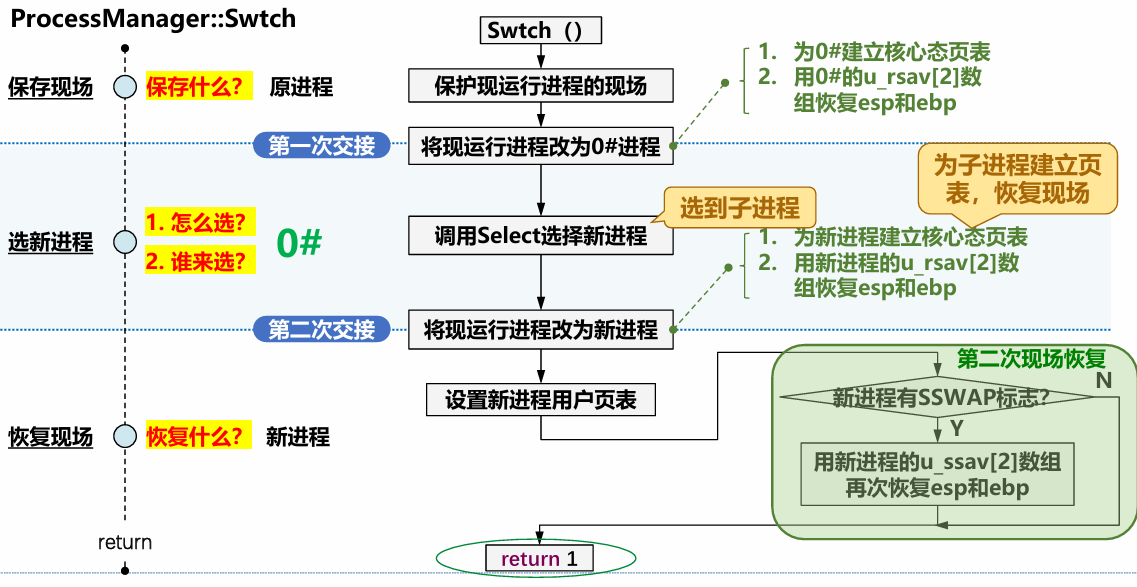 ProcessManager::Swtch
Swtch（）
保存现场
保存什么？
原进程
保护现运行进程的现场
1. 为0#建立核心态页表
2. 用0#的u_rsav[2]数
组恢复esp和ebp
第一次交接
将现运行进程改为0#进程
为子进程建立页
表，恢复现场
选到子进程
选新进程
1. 怎么选？
2. 谁来选？
0#
调用Select选择新进程
1. 为新进程建立核心态页表
2. 用新进程的u_rsav[2]数
组恢复esp和ebp
第二次交接
将现运行进程改为新进程
第二次现场恢复
设置新进程用户页表
新进程有SSWAP标志？
N
Y
恢复现场
恢复什么？
新进程
用新进程的u_ssav[2]数组
再次恢复esp和ebp
return
return 1